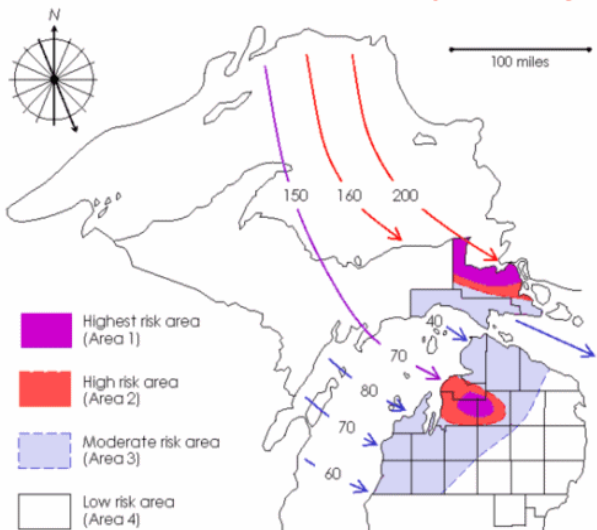 N
100 miles
150
160
200
40
70
80
70
60
Highest risk area
(Area 1)
High risk area
(Area 2)
Moderate risk area
(Area 3)
Low risk area
(Area 4)